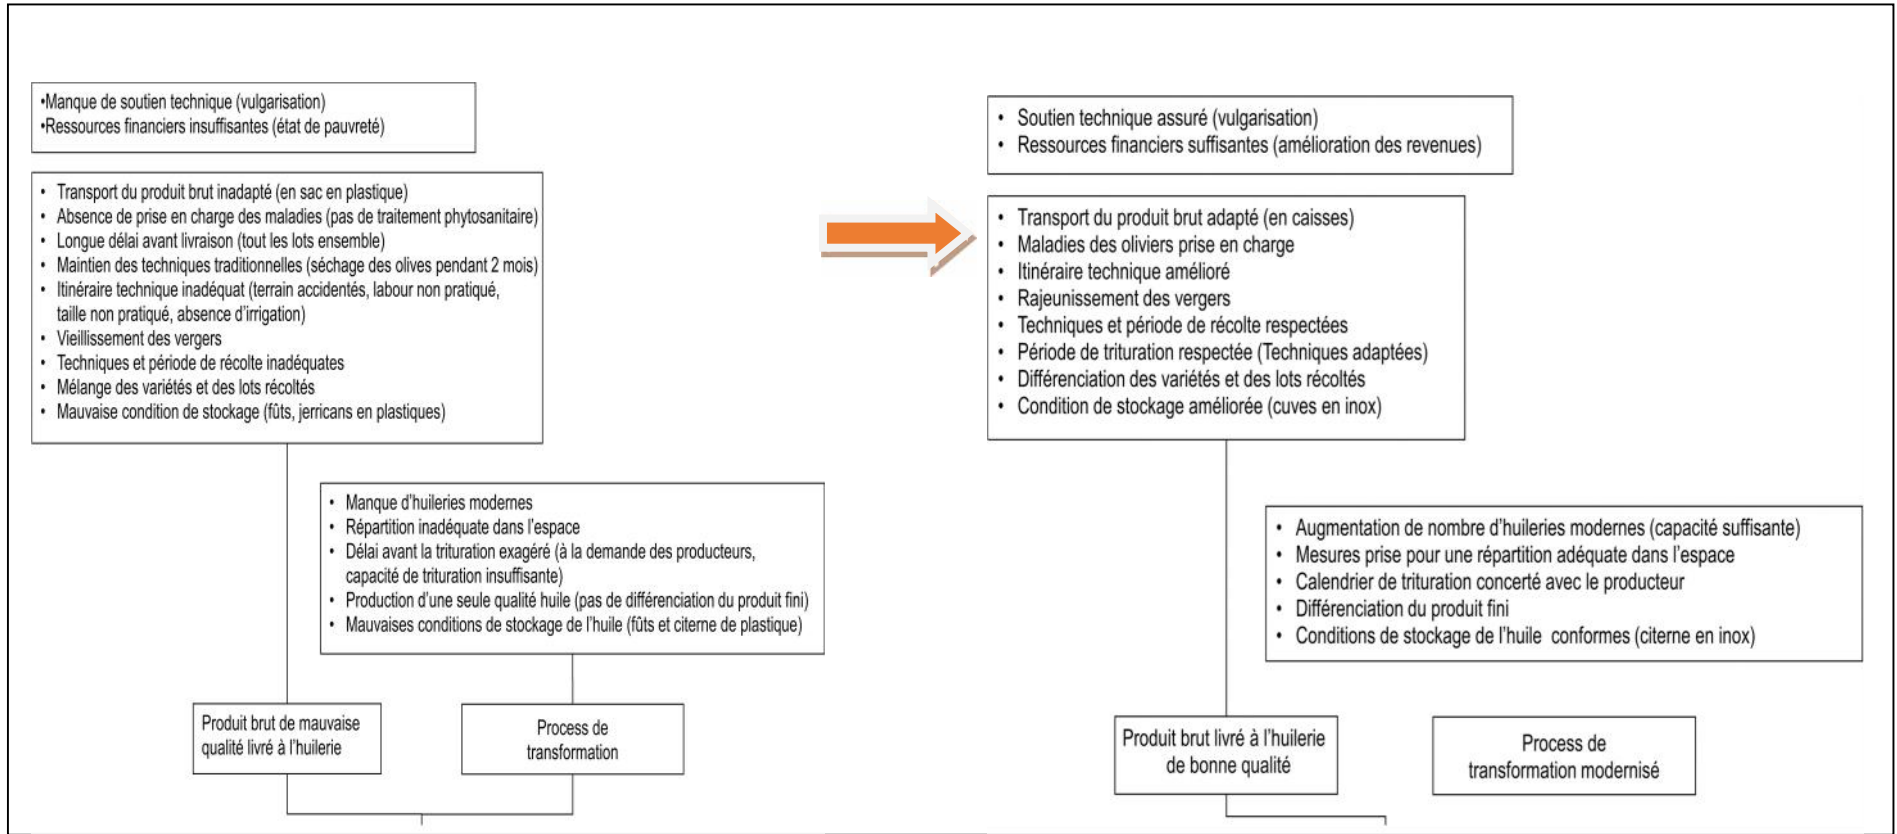 •Manque de soutien technique (vulgarisation)
•Ressources financiers insuffisantes (état de pauvreté)
• Transport du produit brut inadapté (en sac en plastique)
• Absence de prise en charge des maladies (pas de traitement phytosanitaire)
• Longue délai avant livraison (tout les lots ensemble)
• Maintien des techniques traditionnelles (séchage des olives pendant 2 mois)
• Itinéraire technique inadéquat (terrain accidentés, labour non pratiqué,
taille non pratiqué, absence d'irrigation)
• Vieillissement des vergers
• Techniques et période de récolte inadéquates
• Mélange des variétés et des lots récoltés
• Mauvaise condition de stockage (fûts, jerricans en plastiques)
• Manque d'huileries modernes
• Répartition inadéquate dans l'espace
• Délai avant la trituration exagéré (à la demande des producteurs,
capacité de trituration insuffisante)
• Production d'une seule qualité huile (pas de différenciation du produit fini)
• Mauvaises conditions de stockage de l'huile (fûts et citerne de plastique)
Produit brut de mauvaise
qualité livré à l'huilerie
Process de
transformation
• Soutien technique assuré (vulgarisation)
• Ressources financiers suffisantes (amélioration des revenues)
• Transport du produit brut adapté (en caisses)
• Maladies des oliviers prise en charge
• Itinéraire technique amélioré
• Rajeunissement des vergers
• Techniques et période de récolte respectées
• Période de trituration respectée (Techniques adaptées)
• Différenciation des variétés et des lots récoltés
• Condition de stockage améliorée (cuves en inox)
• Augmentation de nombre d'huileries modernes (capacité suffisante)
• Mesures prise pour une répartition adéquate dans l'espace
• Calendrier de trituration concerté avec le producteur
• Différenciation du produit fini
• Conditions de stockage de l'huile conformes (citerne en inox)
Produit brut livré à l'huilerie
de bonne qualité
Process de
transformation modernisé